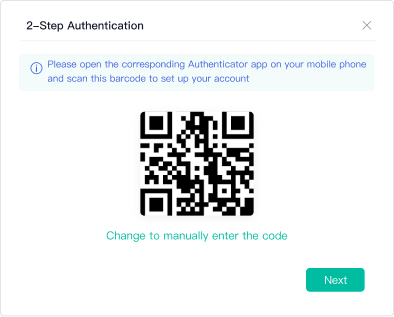 2-Step Authentication
Please open the corresponding Authenticator app on your mobile phone
and scan this barcode to set up your account
Change to manually enter the code
Next